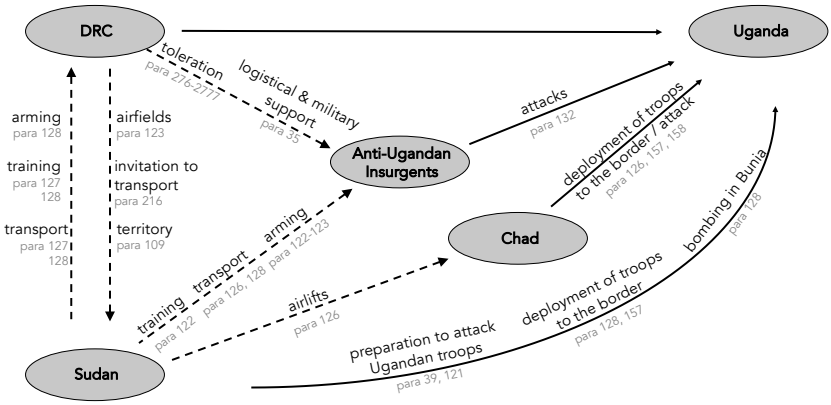 DRC
Uganda
toleration
para 276-2777
logistical & military
support
para 35
attacks
para 132
deployment of troops
to the border / attack
para 126, 157, 158
arming
para 128
training
para 127
128
transport
para 127
128
airfields
para 123
invitation to
transport
para 216
territory
para 109
Anti-Ugandan
Insurgents
Chad
training transport arming
para 122 para 126, 128 para 122-123
airlifts
para 126
bombing in Bunia
para 128
deployment of troops
to the border
para 128, 157
preparation to attack
Ugandan troops
para 39, 121
Sudan